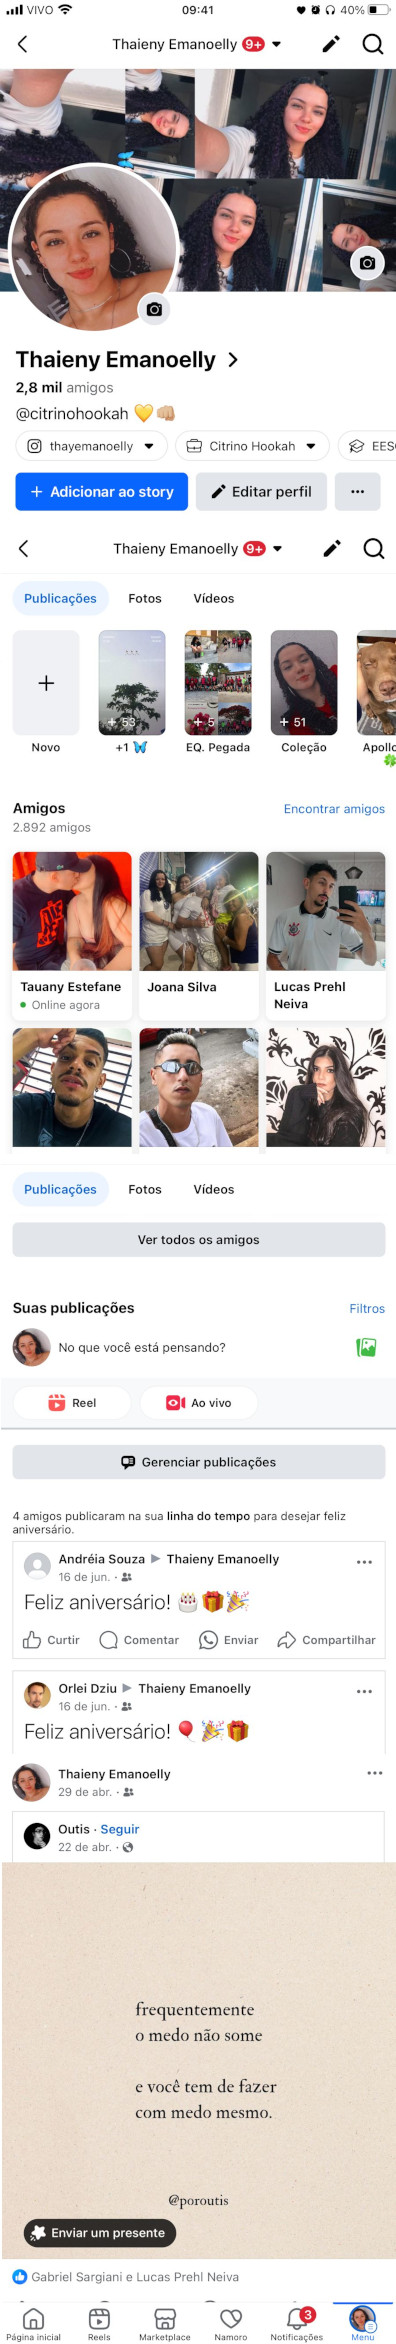 VIVO 09:41 40%
Thaieny Emanoelly 9+
Thaieny Emanoelly
2,8 mil amigos
@citrinohookah 💛👊🏼
thayemanoelly Citrino Hookah EES
+ Adicionar ao story Editar perfil ...
Thaieny Emanoelly 9+
Publicações Fotos Vídeos
+ 53 + 5 + 51
Novo +1 🦋 EQ. Pegada Coleção Apollo
🍀
Amigos Encontrar amigos
2.892 amigos
Tauany Estefane Joana Silva Lucas Prehl
Online agora Neiva
Publicações Fotos Vídeos
Ver todos os amigos
Suas publicações Filtros
No que você está pensando?
Reel Ao vivo
Gerenciar publicações
4 amigos publicaram na sua linha do tempo para desejar feliz
aniversário.
Andréia Souza ▶ Thaieny Emanoelly ...
16 de jun. ·
Feliz aniversário! 🎂🎁🎉
Curtir Comentar Enviar Compartilhar
Orlei Dziu ▶ Thaieny Emanoelly ...
16 de jun. ·
Feliz aniversário! 🎈🎉🎁
Thaieny Emanoelly ...
29 de abr. ·
Outis · Seguir
22 de abr. ·
frequentemente
o medo não some
e você tem de fazer
com medo mesmo.
@poroutis
Enviar um presente
Gabriel Sargiani e Lucas Prehl Neiva
3
Página inicial Reels Marketplace Namoro Notificações Menu